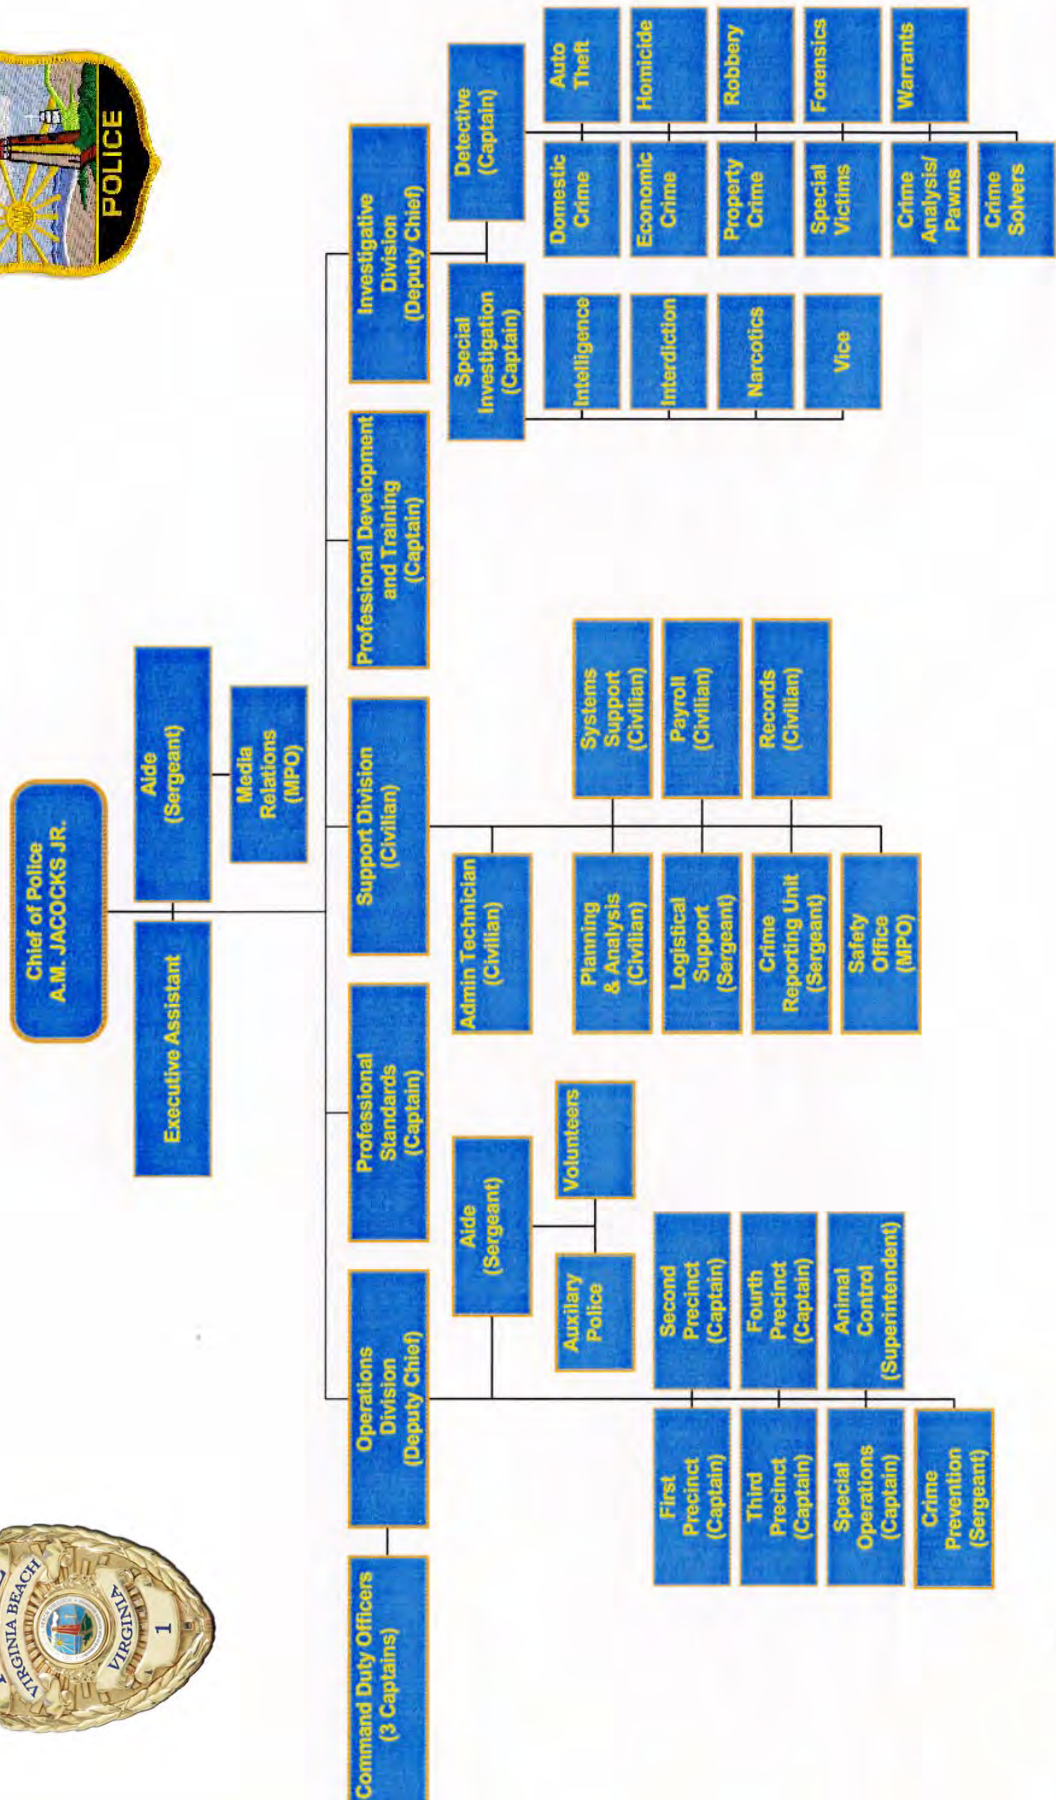 VIRGINIA BEACH
VIRGINIA
1
POLICE
Chief of Police
A.M. JACOCKS JR.
Executive Assistant
Aide
(Sergeant)
Media
Relations
(MPO)
Command Duty Officers
(3 Captains)
Operations
Division
(Deputy Chief)
Professional
Standards
(Captain)
Support Division
(Civilian)
Professional Development
and Training
(Captain)
Investigative
Division
(Deputy Chief)
Aide
(Sergeant)
Auxilary
Police
Volunteers
First
Precinct
(Captain)
Second
Precinct
(Captain)
Third
Precinct
(Captain)
Fourth
Precinct
(Captain)
Special
Operations
(Captain)
Animal
Control
(Superintendent)
Crime
Prevention
(Sergeant)
Admin Technician
(Civilian)
Planning
& Analysis
(Civilian)
Systems
Support
(Civilian)
Logistical
Support
(Sergeant)
Payroll
(Civilian)
Crime
Reporting Unit
(Sergeant)
Records
(Civilian)
Safety
Office
(MPO)
Special
Investigation
(Captain)
Intelligence
Interdiction
Narcotics
Vice
Detective
(Captain)
Domestic
Crime
Auto
Theft
Economic
Crime
Homicide
Property
Crime
Robbery
Special
Victims
Forensics
Crime
Analysis/
Pawns
Warrants
Crime
Solvers